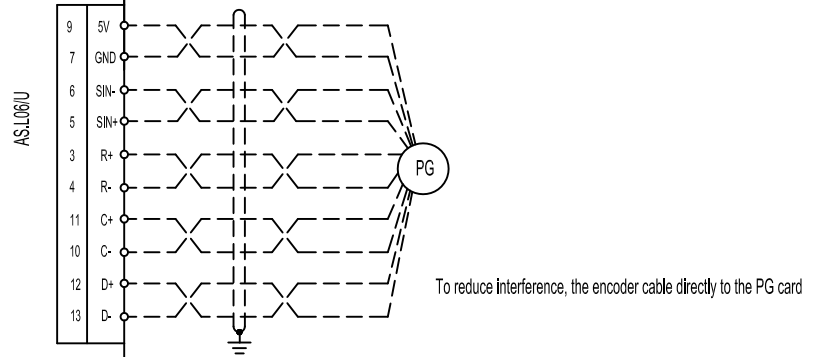 AS.L06/U
9 5V
7 GND
6 SIN-
5 SIN+
3 R+
4 R-
11 C+
10 C-
12 D+
13 D-
PG
To reduce interference, the encoder cable directly to the PG card